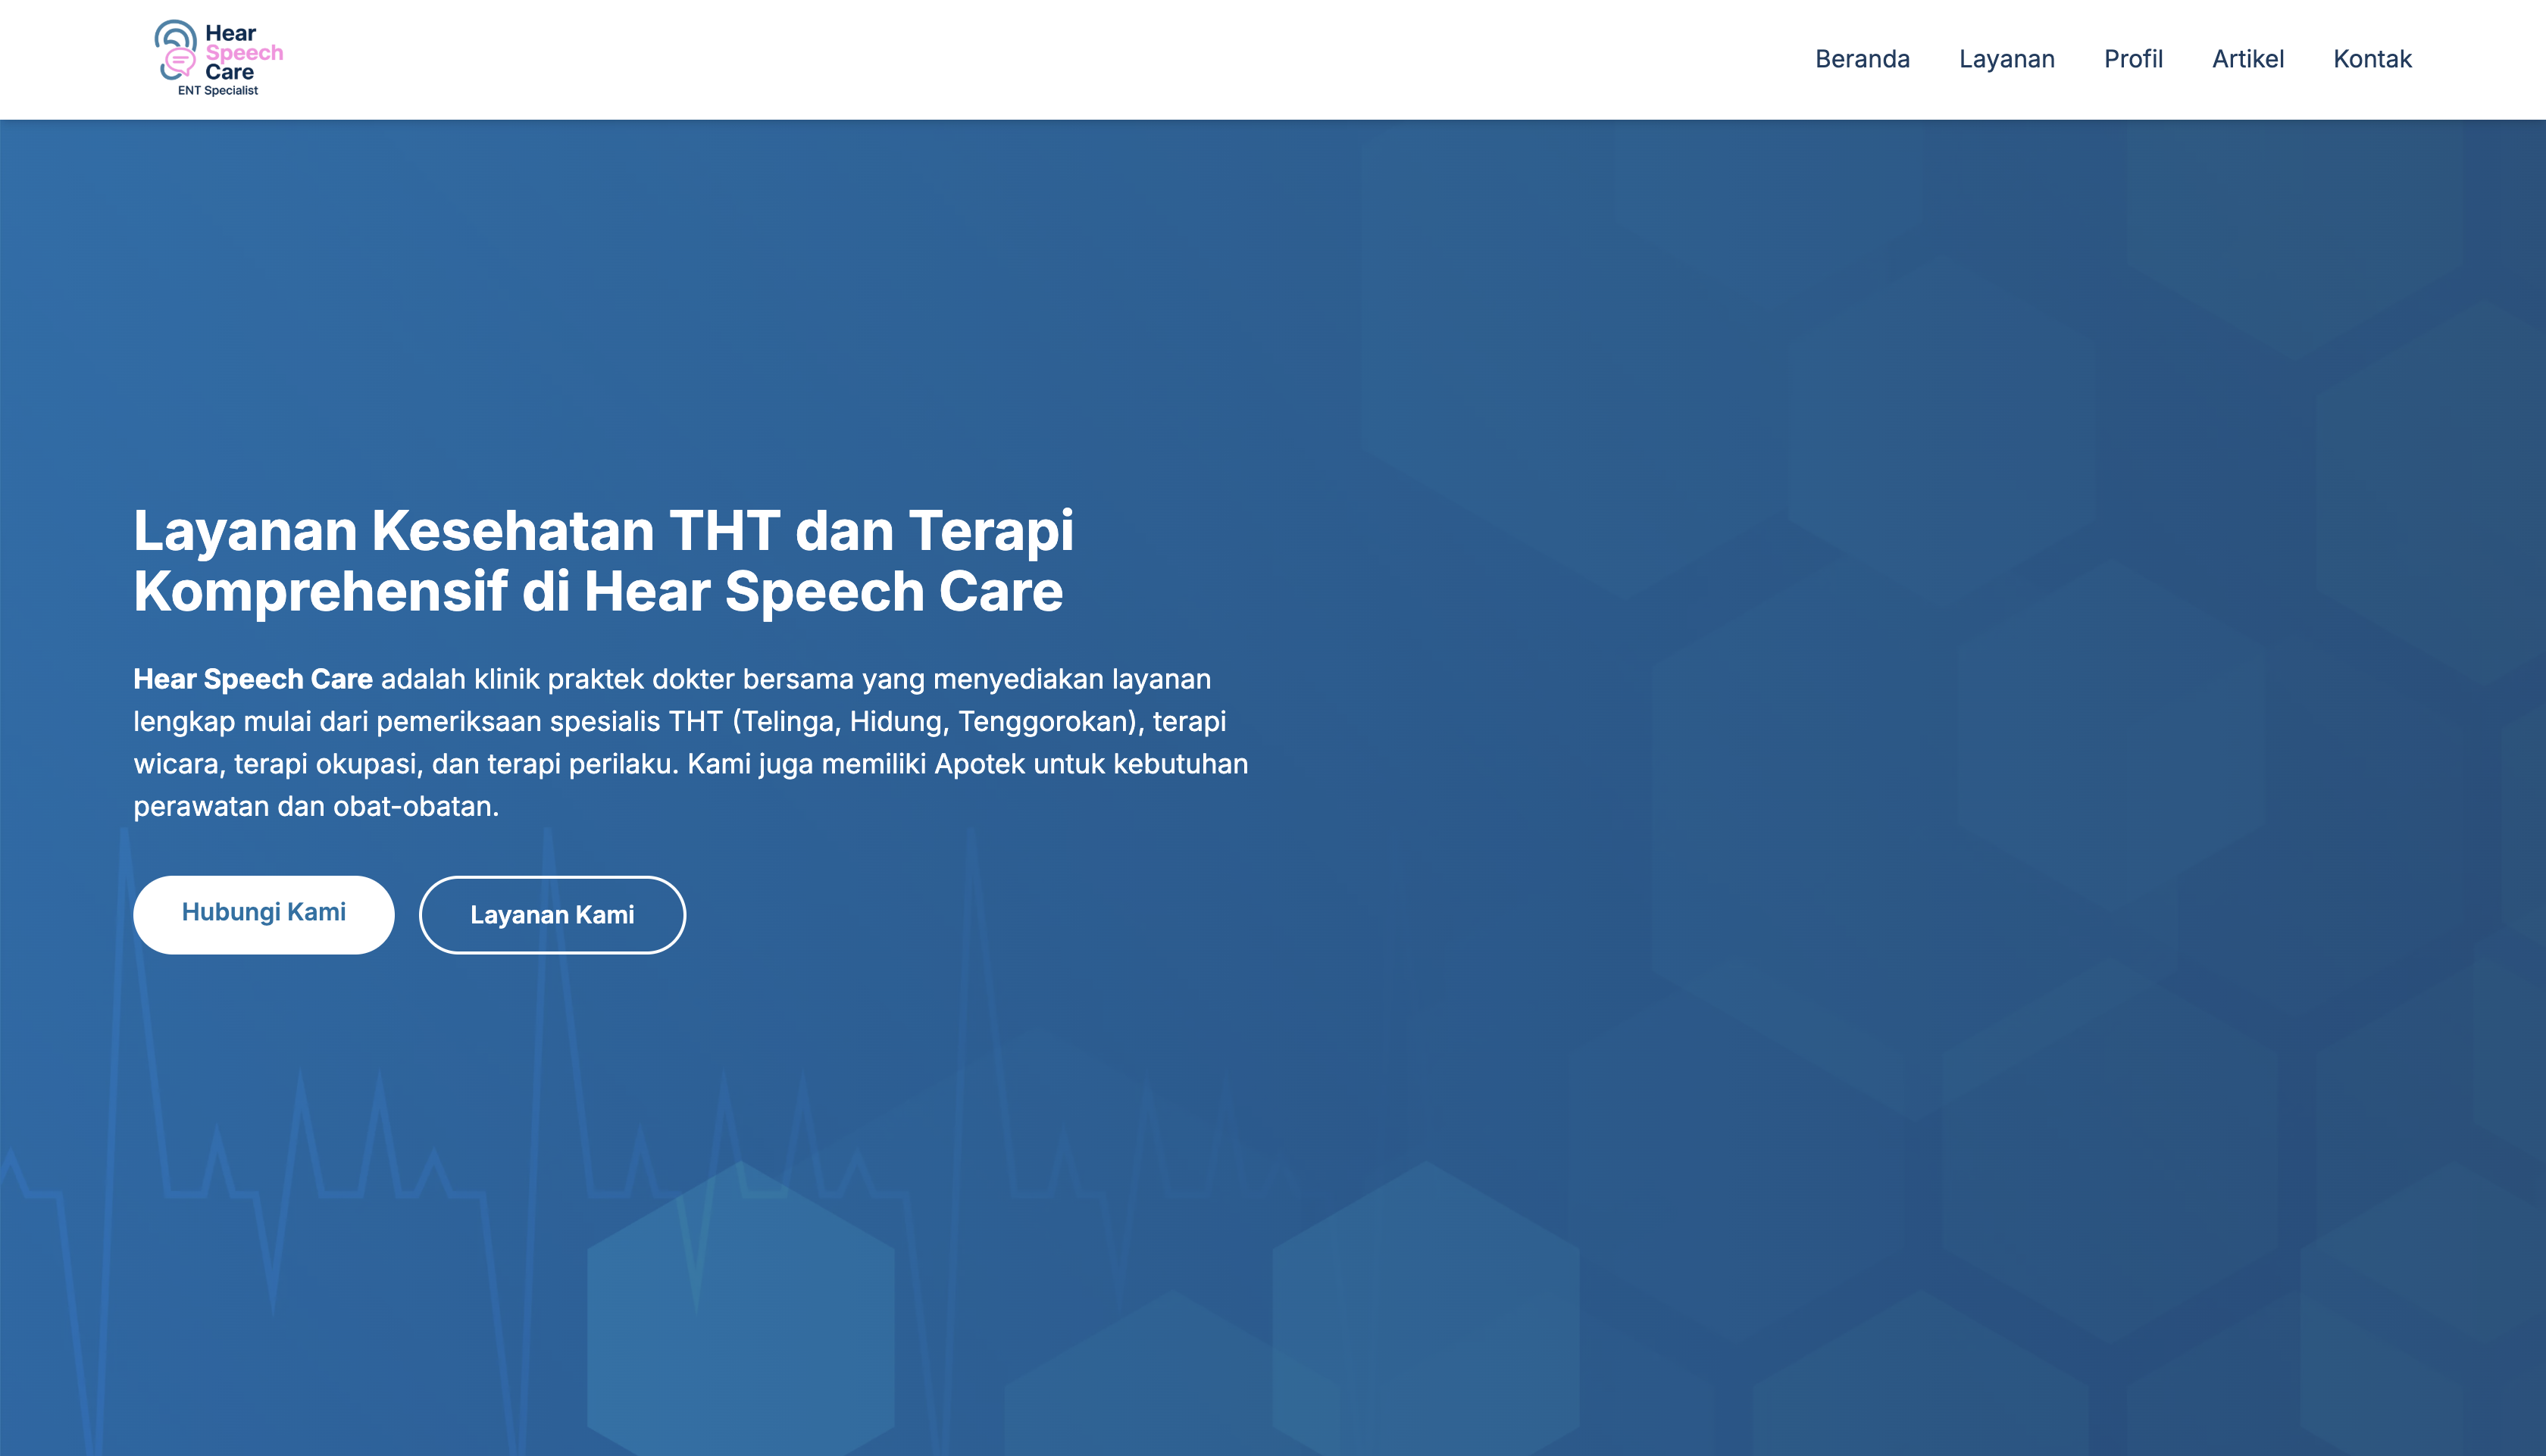 Hear
Speech
Care
ENT Specialist
Beranda
Layanan
Profil
Artikel
Kontak
Layanan Kesehatan THT dan Terapi
Komprehensif di Hear Speech Care
Hear Speech Care adalah klinik praktek dokter bersama yang menyediakan layanan
lengkap mulai dari pemeriksaan spesialis THT (Telinga, Hidung, Tenggorokan), terapi
wicara, terapi okupasi, dan terapi perilaku. Kami juga memiliki Apotek untuk kebutuhan
perawatan dan obat-obatan.
Hubungi Kami
Layanan Kami